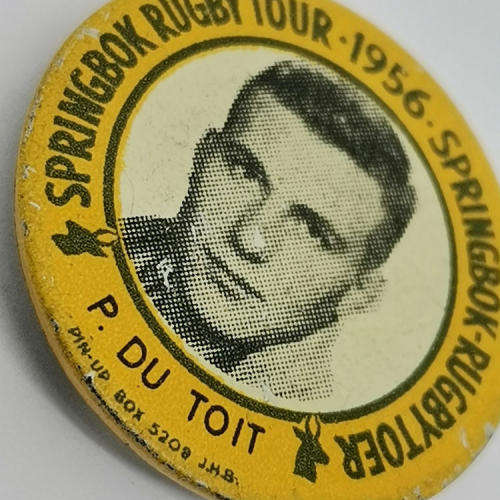 SPRINGBOK RUGBY TOUR · 1956 · SPRINGBOK-RUGBYTOER
P. DU TOIT
PIN-UP BOX 5208 J.H.B.